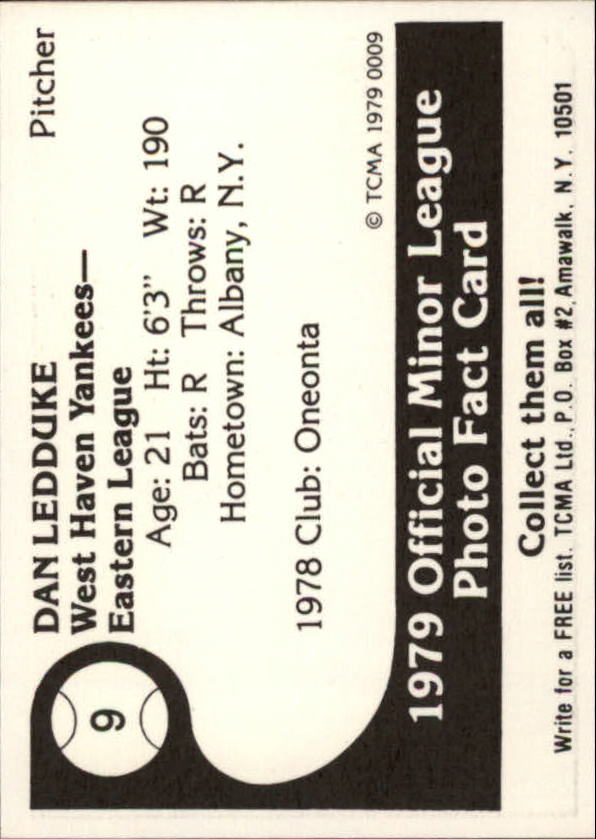 9
DAN LEDDUKE Pitcher
West Haven Yankees—
Eastern League
Age: 21 Ht: 6'3" Wt: 190
Bats: R Throws: R
Hometown: Albany, N.Y.
1978 Club: Oneonta
© TCMA 1979 0009
1979 Official Minor League
Photo Fact Card
Collect them all!
Write for a FREE list. TCMA Ltd., P.O. Box #2, Amawalk, N.Y. 10501